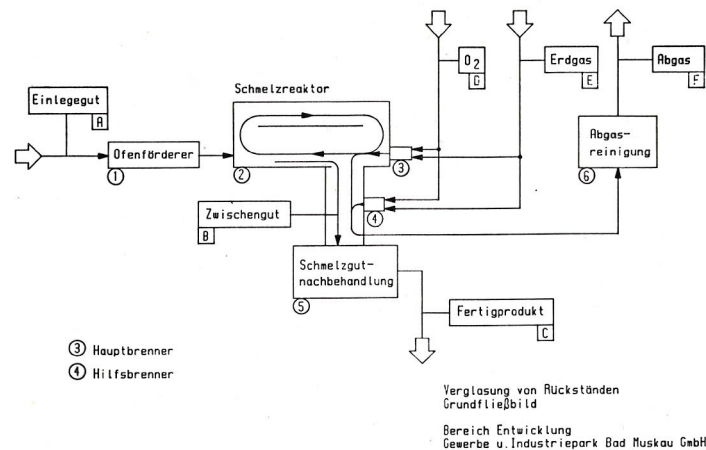 O2
D
Erdgas
E
Abgas
F
Schmelzreaktor
Einlegegut
A
Ofenförderer
1
2
3
Abgas-
reinigung
6
4
Zwischengut
B
Schmelzgut-
nachbehandlung
5
Fertigprodukt
C
3 Hauptbrenner
4 Hilfsbrenner
Verglasung von Rückständen
Grundfließbild
Bereich Entwicklung
Gewerbe u.Industriepark Bad Muskau GmbH